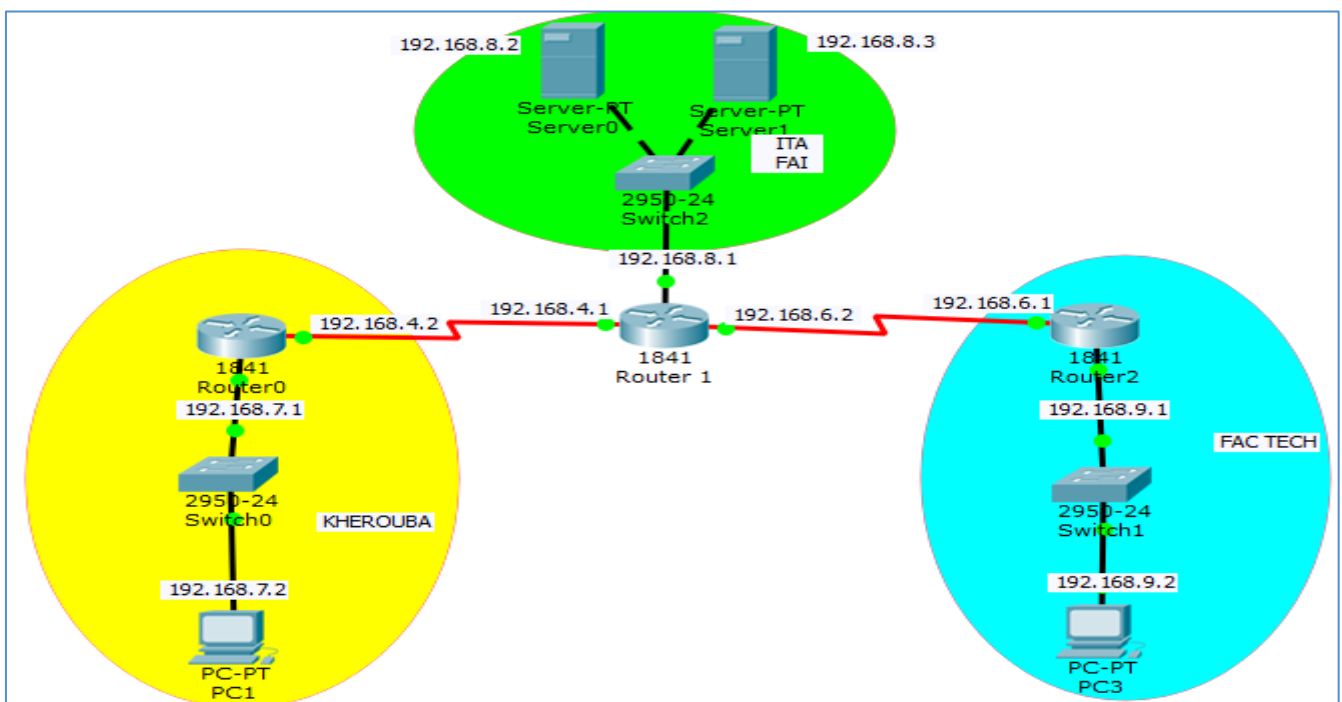 192.168.8.2
192.168.8.3
Server-PT
Server0
Server-PT
Server1
ITA
FAI
2950-24
Switch2
192.168.8.1
192.168.4.2
192.168.4.1
192.168.6.2
192.168.6.1
1841
Router0
1841
Router 1
1841
Router2
192.168.7.1
192.168.9.1
FAC TECH
2950-24
Switch0
KHEROUBA
2950-24
Switch1
192.168.7.2
192.168.9.2
PC-PT
PC1
PC-PT
PC3